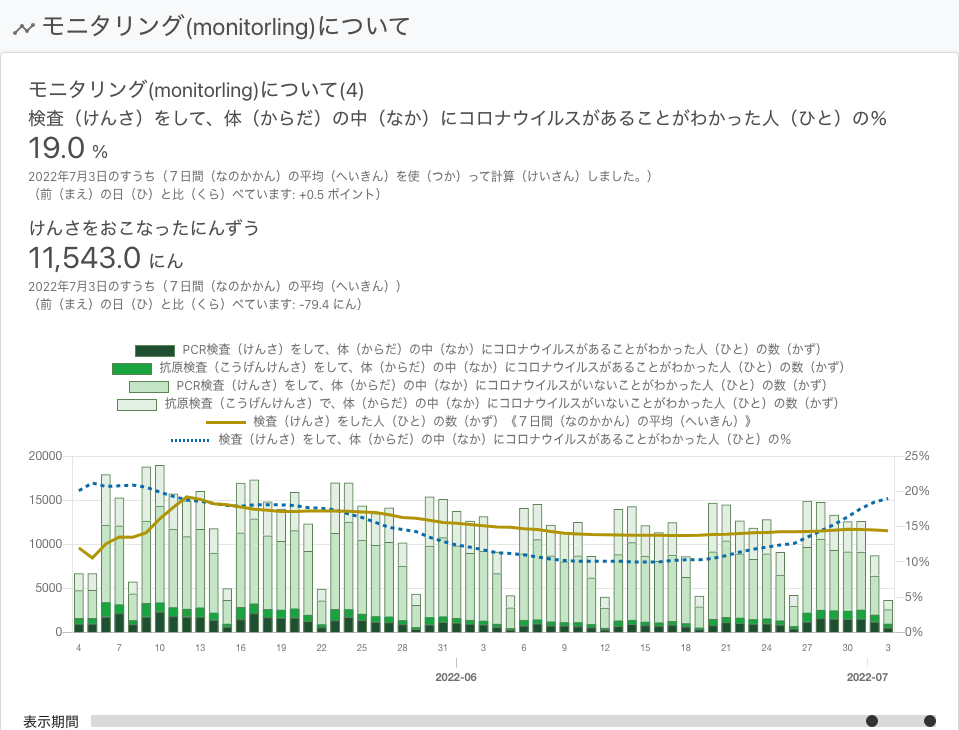 モニタリング(monitorling)について
モニタリング(monitorling)について(4)
検査（けんさ）をして、体（からだ）の中（なか）にコロナウイルスがあることがわかった人（ひと）の％
19.0 %
2022年7月3日のすうち（７日間（なのかかん）の平均（へいきん）を使（つか）って計算（けいさん）しました。）
（前（まえ）の日（ひ）と比（くら）べています: +0.5 ポイント）
けんさをおこなったにんずう
11,543.0 にん
2022年7月3日のすうち（７日間（なのかかん）の平均（へいきん））
（前（まえ）の日（ひ）と比（くら）べています: -79.4 にん）
PCR検査（けんさ）をして、体（からだ）の中（なか）にコロナウイルスがあることがわかった人（ひと）の数（かず）
抗原検査（こうげんけんさ）をして、体（からだ）の中（なか）にコロナウイルスがあることがわかった人（ひと）の数（かず）
PCR検査（けんさ）をして、体（からだ）の中（なか）にコロナウイルスがいないことがわかった人（ひと）の数（かず）
抗原検査（こうげんけんさ）で、体（からだ）の中（なか）にコロナウイルスがいないことがわかった人（ひと）の数（かず）
検査（けんさ）をした人（ひと）の数（かず）《７日間（なのかかん）の平均（へいきん）》
検査（けんさ）をして、体（からだ）の中（なか）にコロナウイルスがあることがわかった人（ひと）の％
20000 25%
20%
15000
15%
10000 10%
5000 5%
0 0%
4 7 10 13 16 19 22 25 28 31 3 6 9 12 15 18 21 24 27 30 3
2022-06 2022-07
表示期間